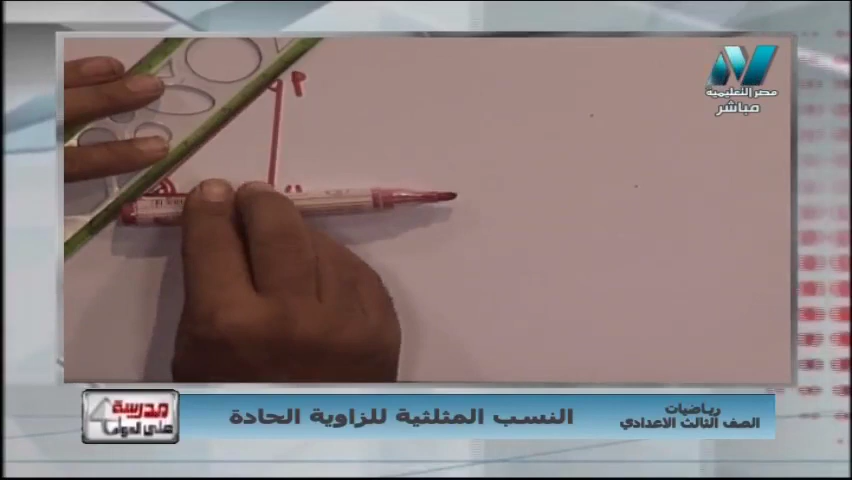 مصر التعليمية
مباشر
رياضيات
الصف الثالث الاعدادي
النسب المثلثية للزاوية الحادة
مدرسة
على الهواء